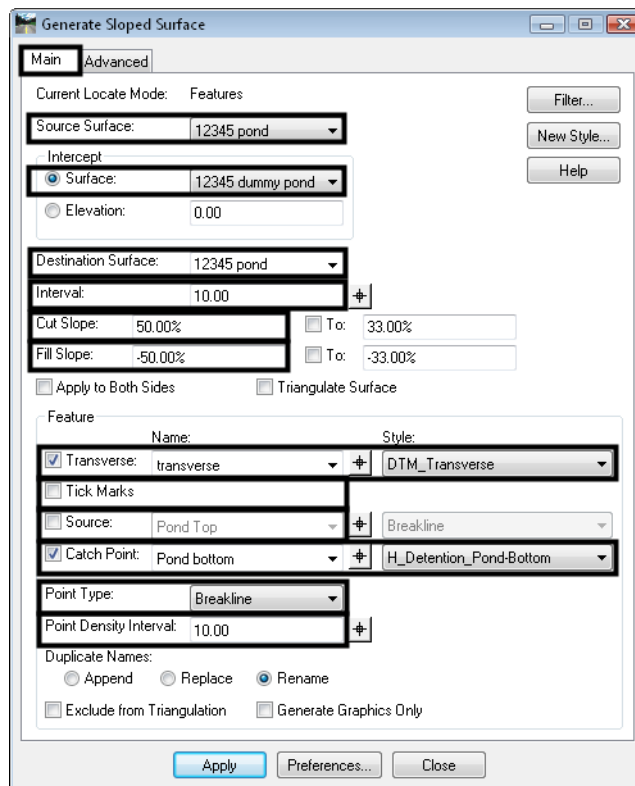 Generate Sloped Surface
Main Advanced
Current Locate Mode: Features
Filter...
Source Surface: 12345 pond
New Style...
Intercept
Help
Surface: 12345 dummy pond
Elevation: 0.00
Destination Surface: 12345 pond
Interval: 10.00
Cut Slope: 50.00% To: 33.00%
Fill Slope: -50.00% To: -33.00%
Apply to Both Sides Triangulate Surface
Feature
Name: Style:
Transverse: transverse DTM_Transverse
Tick Marks
Source: Pond Top Breakline
Catch Point: Pond bottom H_Detention_Pond-Bottom
Point Type: Breakline
Point Density Interval: 10.00
Duplicate Names:
Append Replace Rename
Exclude from Triangulation Generate Graphics Only
Apply Preferences... Close